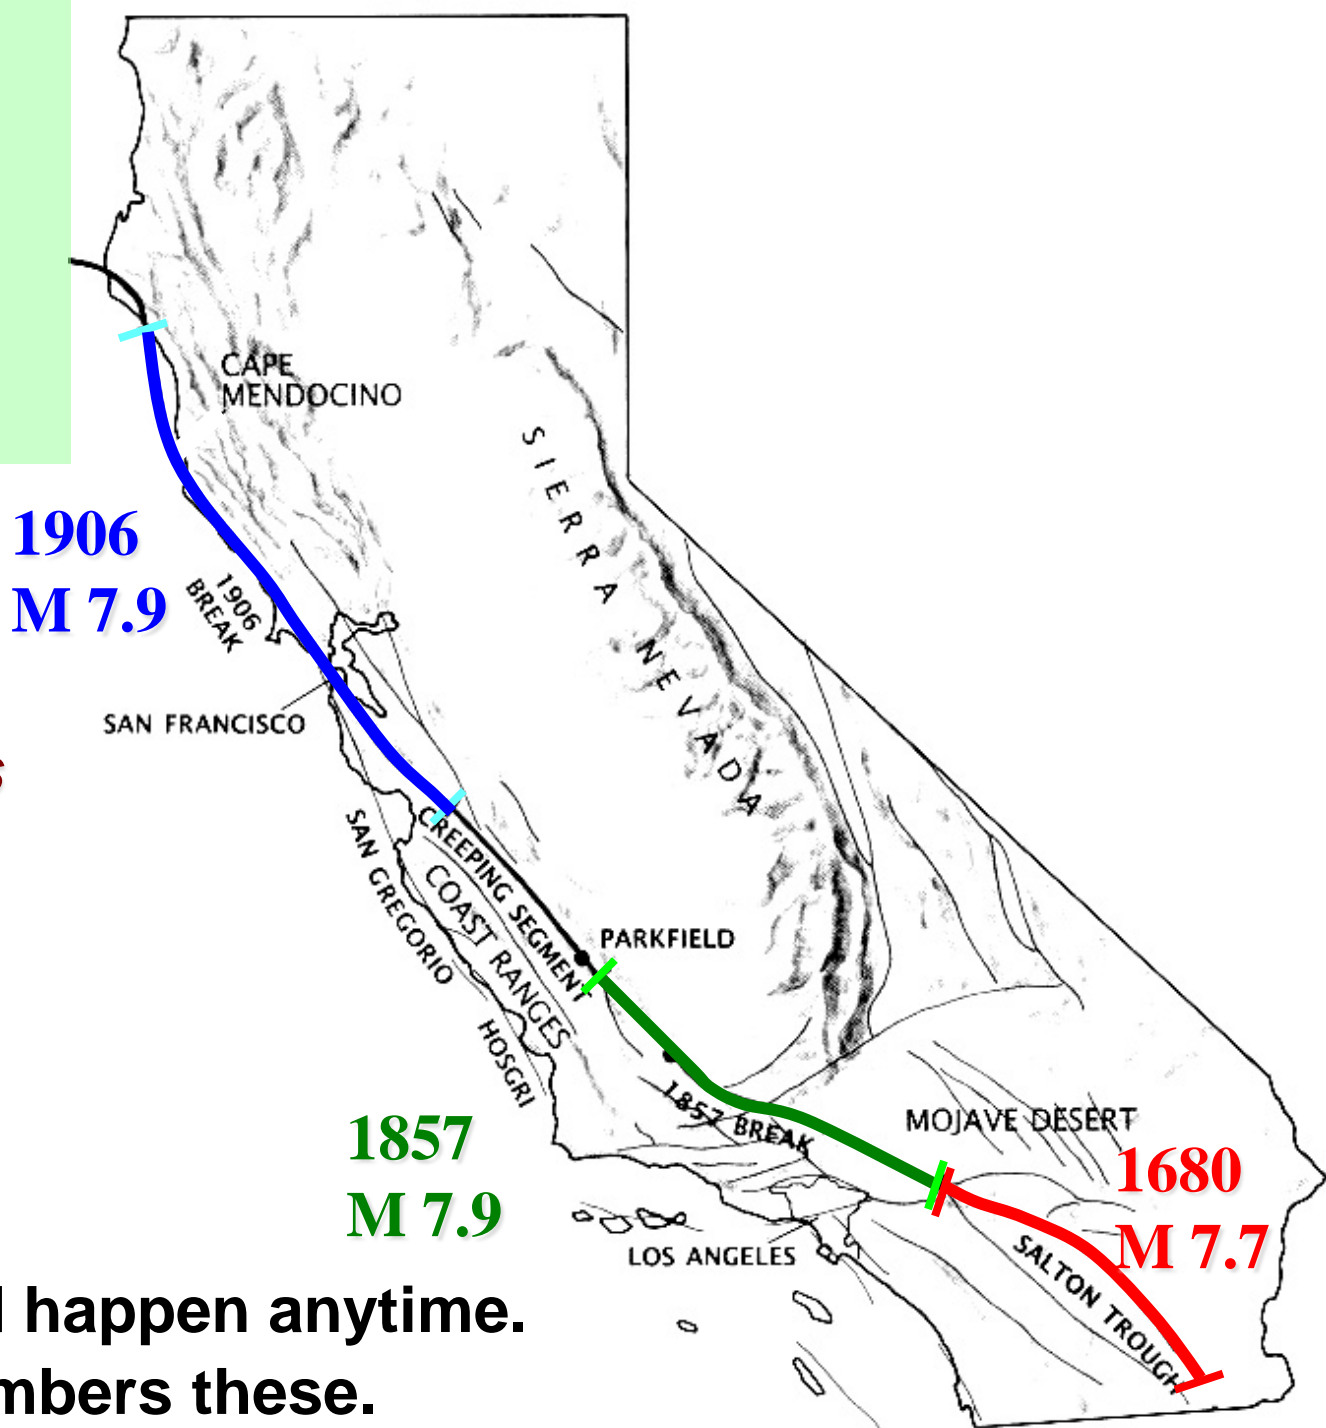 CAPE
MENDOCINO
SIERRA NEVADA
1906
M 7.9
1906
BREAK
SAN FRANCISCO
s
CREEPING SEGMENT
COAST RANGES
SAN GREGORIO
HOSGRI
PARKFIELD
1857 BREAK
MOJAVE DESERT
1857
M 7.9
1680
M 7.7
LOS ANGELES
SALTON TROUGH
happen anytime.
mbers these.